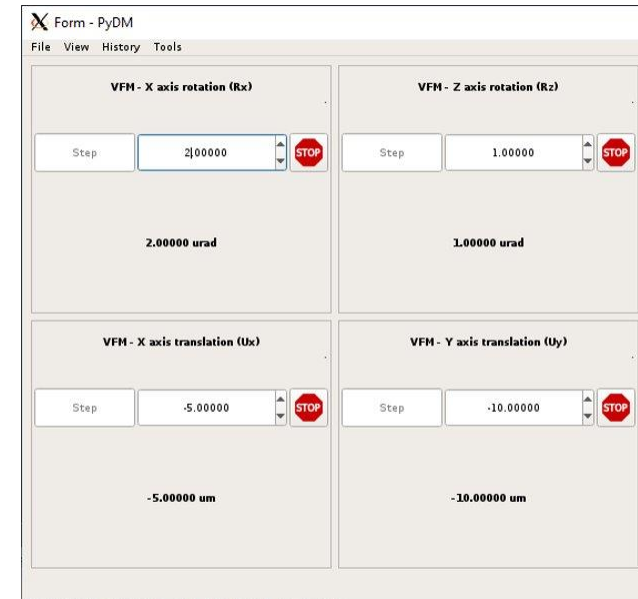 Form - PyDM
File View History Tools
VFM - X axis rotation (Rx)
Step 2.00000 STOP
2.00000 urad
VFM - Z axis rotation (Rz)
Step 1.00000 STOP
1.00000 urad
VFM - X axis translation (Ux)
Step -5.00000 STOP
-5.00000 um
VFM - Y axis translation (Uy)
Step -10.00000 STOP
-10.00000 um